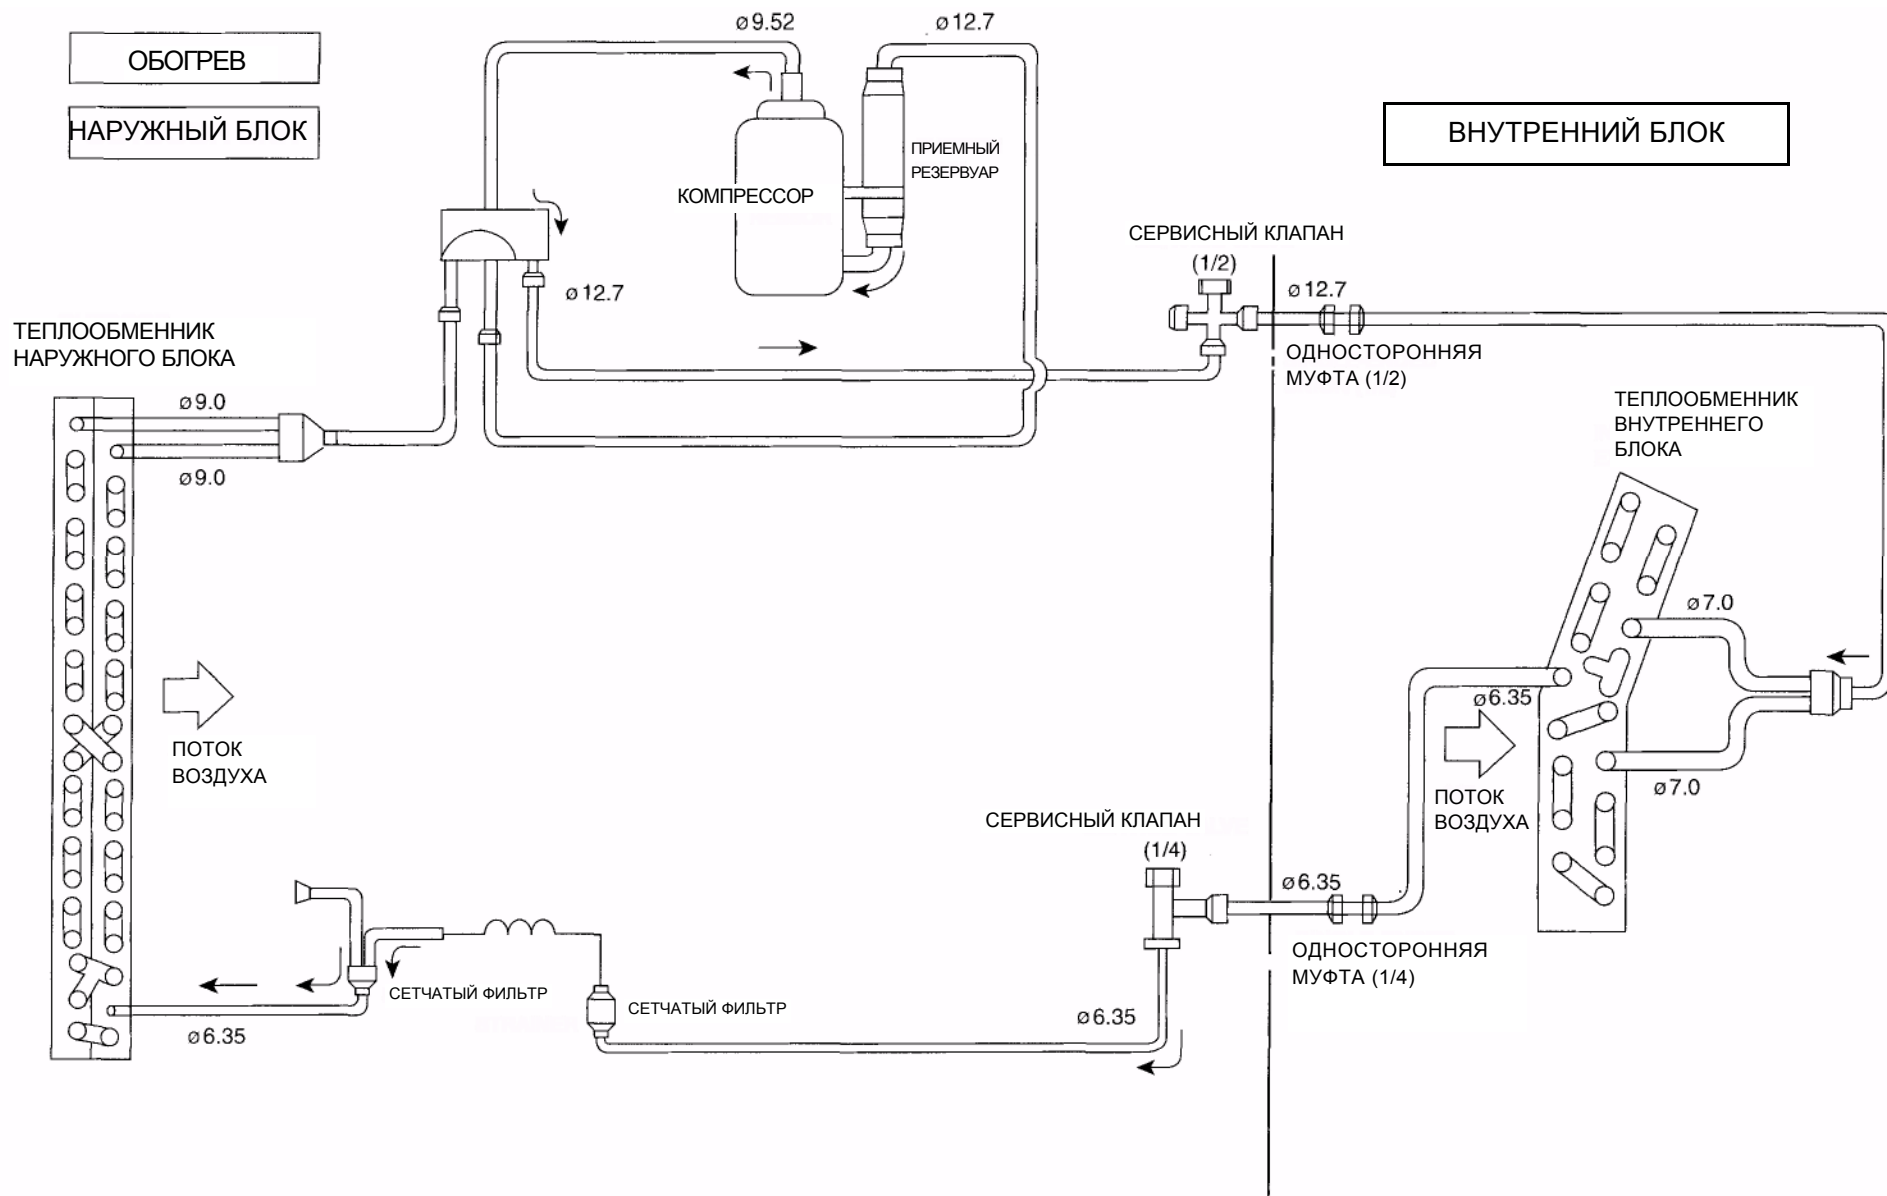 ø9.52
ø12.7
ОБОГРЕВ
НАРУЖНЫЙ БЛОК
ВНУТРЕННИЙ БЛОК
ПРИЕМНЫЙ
РЕЗЕРВУАР
КОМПРЕССОР
СЕРВИСНЫЙ КЛАПАН
(1/2)
ø12.7
ø12.7
ТЕПЛООБМЕННИК
НАРУЖНОГО БЛОКА
ОДНОСТОРОННЯЯ
МУФТА (1/2)
ø9.0
ø9.0
ТЕПЛООБМЕННИК
ВНУТРЕННЕГО
БЛОКА
ø7.0
ø6.35
ПОТОК
ВОЗДУХА
ø7.0
ПОТОК
ВОЗДУХА
СЕРВИСНЫЙ КЛАПАН
(1/4)
ø6.35
ОДНОСТОРОННЯЯ
МУФТА (1/4)
СЕТЧАТЫЙ ФИЛЬТР
СЕТЧАТЫЙ ФИЛЬТР
ø6.35
ø6.35